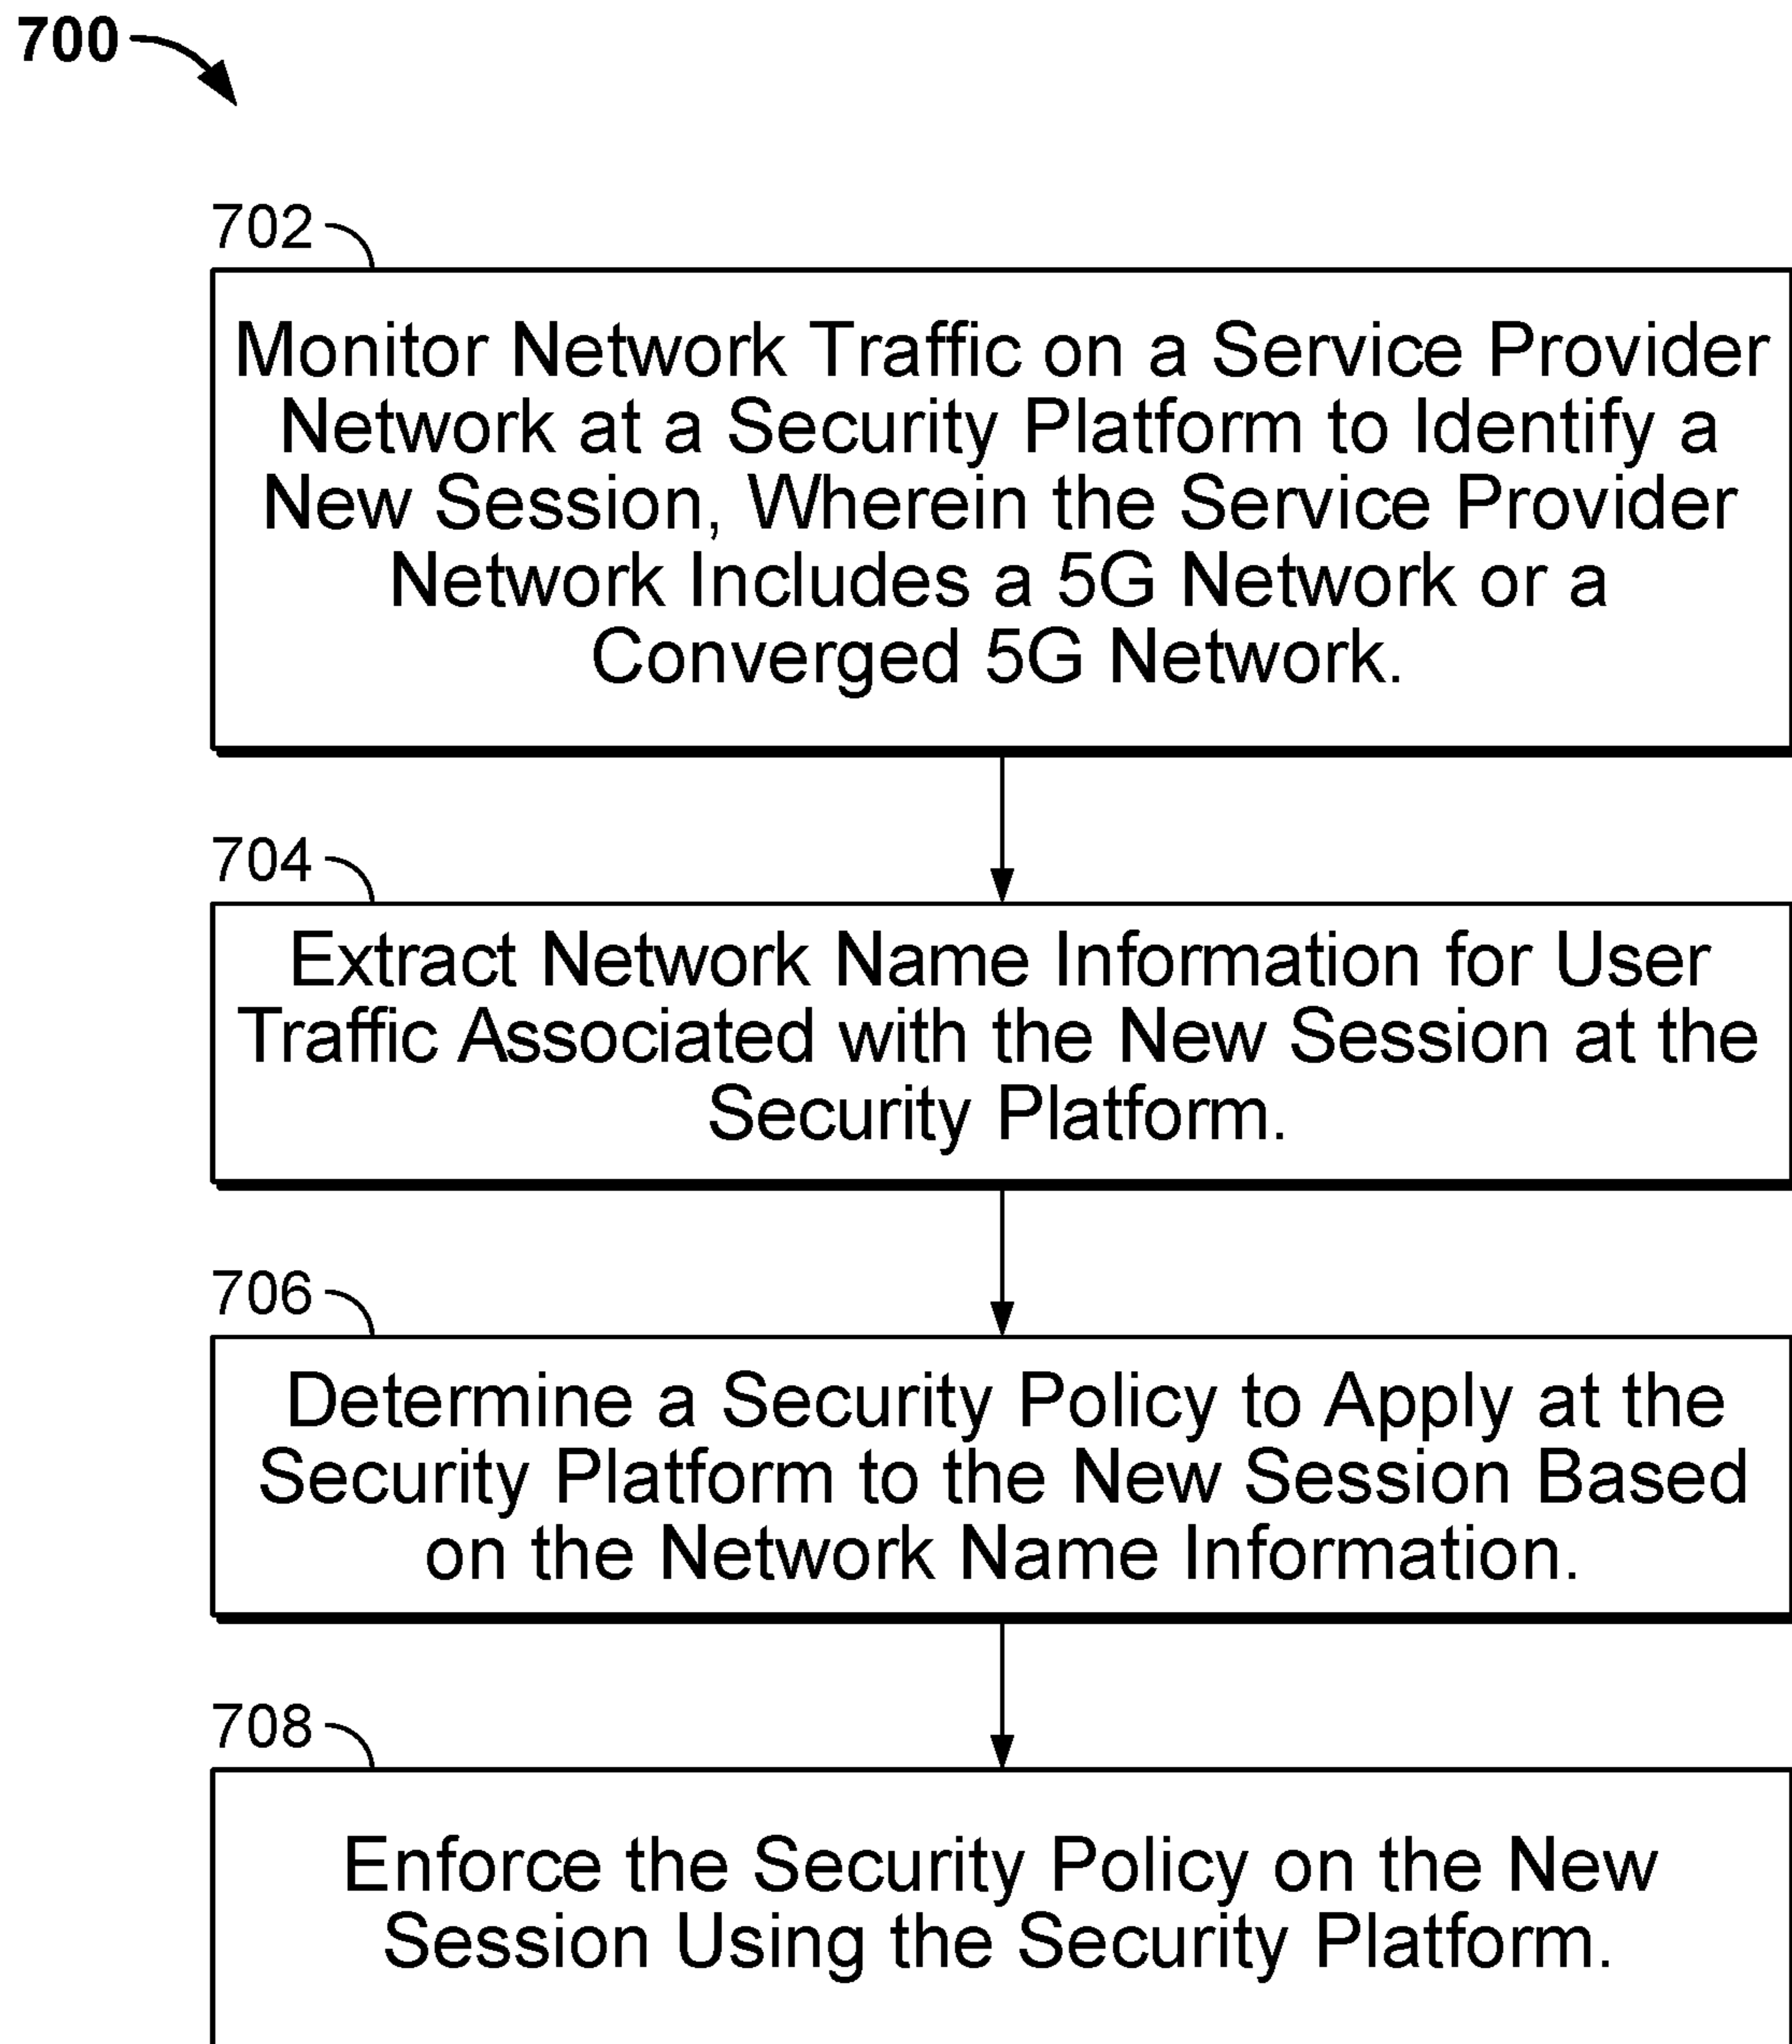 700
702
Monitor Network Traffic on a Service Provider
Network at a Security Platform to Identify a
New Session, Wherein the Service Provider
Network Includes a 5G Network or a
Converged 5G Network.
704
Extract Network Name Information for User
Traffic Associated with the New Session at the
Security Platform.
706
Determine a Security Policy to Apply at the
Security Platform to the New Session Based
on the Network Name Information.
708
Enforce the Security Policy on the New
Session Using the Security Platform.